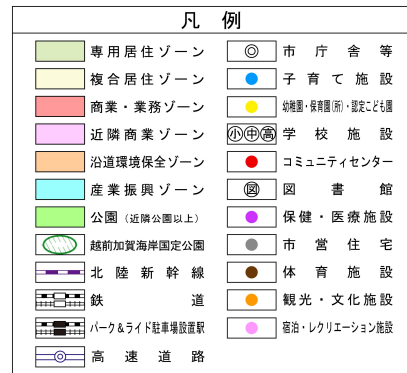 凡例
専用居住ゾーン
複合居住ゾーン
商業・業務ゾーン
近隣商業ゾーン
沿道環境保全ゾーン
産業振興ゾーン
公園（近隣公園以上）
越前加賀海岸国定公園
北陸新幹線
鉄道
パーク＆ライド駐車場設置駅
高速道路
◎ 市庁舎等
子育て施設
幼稚園・保育園(所)・認定こども園
小中高 学校施設
コミュニティセンター
図 図書館
保健・医療施設
市営住宅
体育施設
観光・文化施設
宿泊・レクリエーション施設